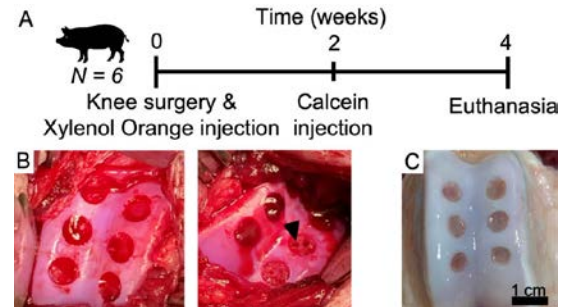 A
Time (weeks)
0 2 4
N = 6
Knee surgery & Calcein Euthanasia
Xylenol Orange injection injection
B
C
1 cm